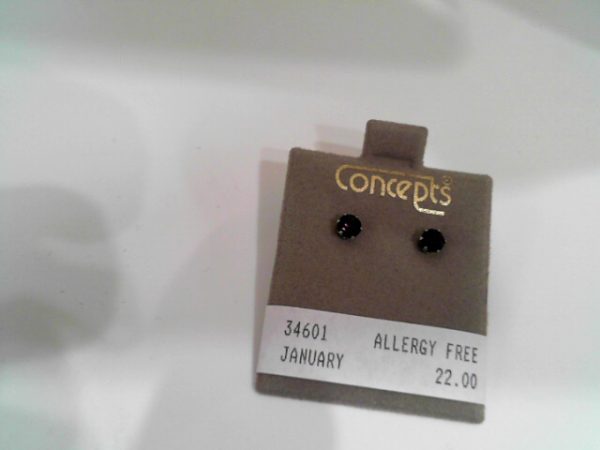 Concepts®
34601 ALLERGY FREE
JANUARY 22.00